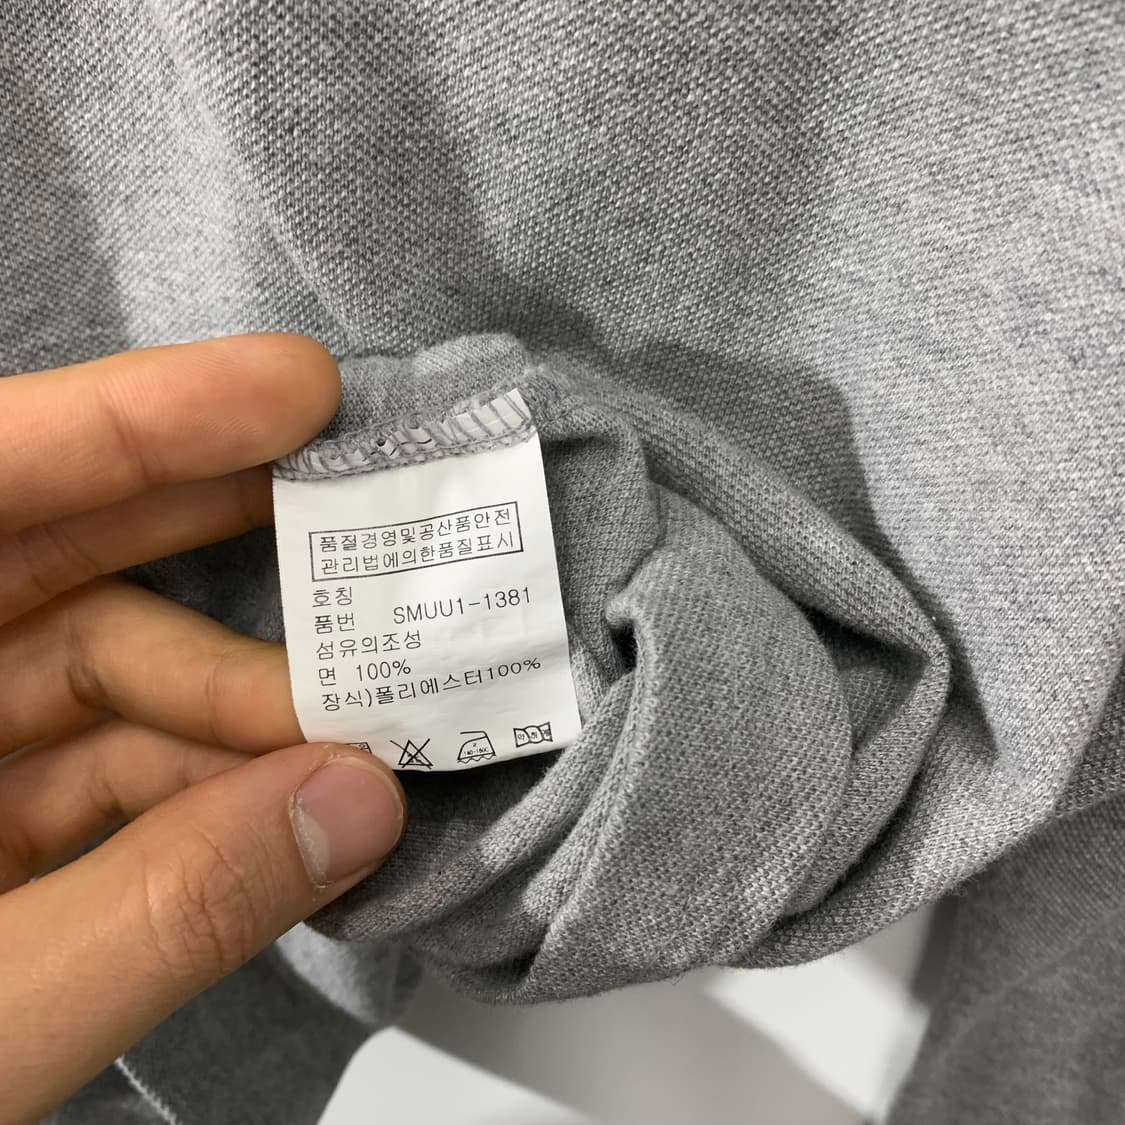 품질경영및공산품안전
관리법에의한품질표시
호칭
품번 SMUU1-1381
섬유의조성
면 100%
장식)폴리에스터100%